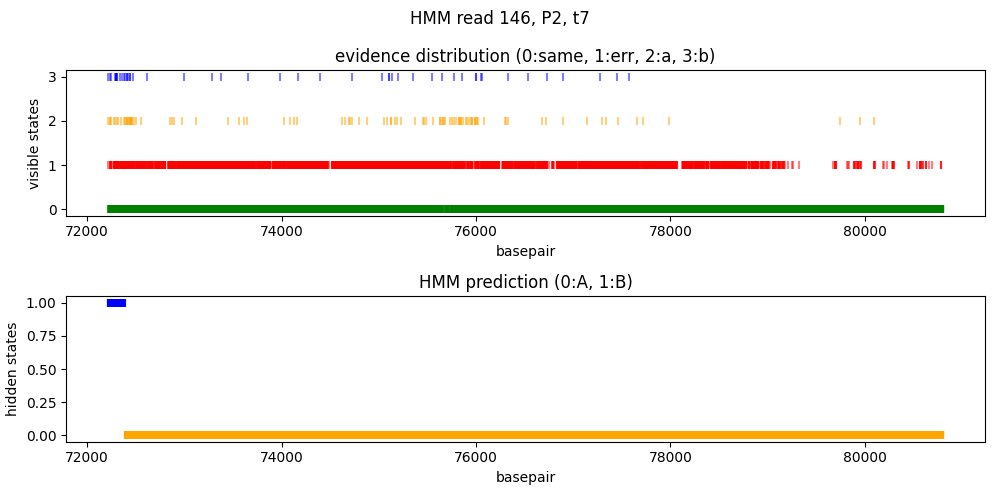 HMM read 146, P2, t7
evidence distribution (0:same, 1:err, 2:a, 3:b)
visible states
3
2
1
0
72000 74000 76000 78000 80000
basepair
HMM prediction (0:A, 1:B)
hidden states
1.00
0.75
0.50
0.25
0.00
72000 74000 76000 78000 80000
basepair